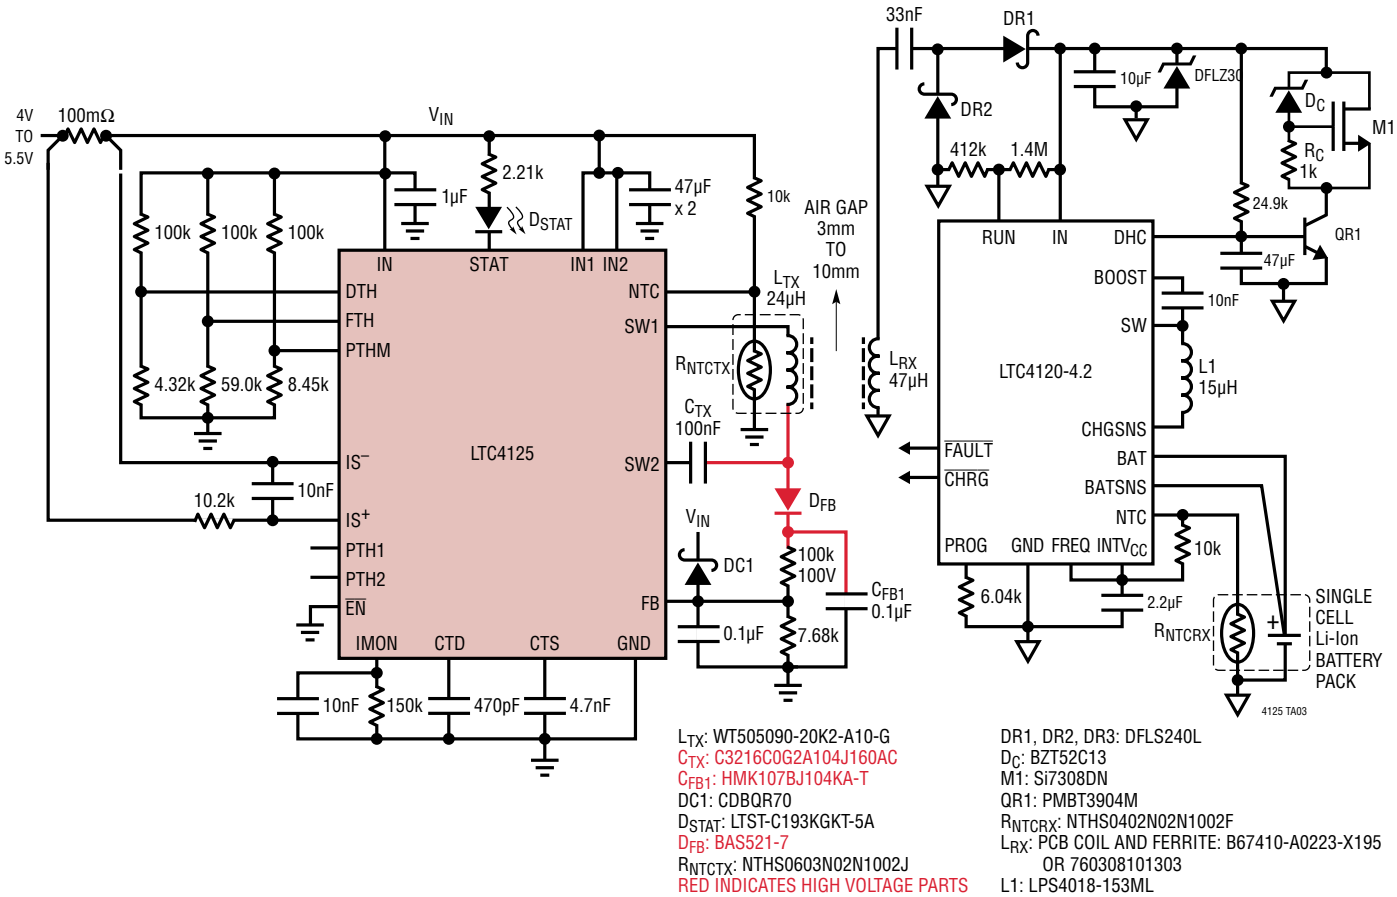 4V
TO
5.5V
100mΩ
VIN
2.21k
DSTAT
1µF
47µF
x 2
10k
100k
100k
100k
4.32k
59.0k
8.45k
IN
STAT
IN1
IN2
DTH
FTH
PTHM
NTC
SW1
LTC4125
SW2
IS–
IS+
10nF
10.2k
PTH1
PTH2
EN
FB
IMON
CTD
CTS
GND
10nF
150k
470pF
4.7nF
LTX
24µH
RNTCTX
CTX
100nF
DFB
VIN
DC1
100k
100V
CFB1
0.1µF
0.1µF
7.68k
AIR GAP
3mm
TO
10mm
33nF
DR1
DR2
412k
1.4M
10µF
DFLZ30
DC
RC
1k
M1
24.9k
QR1
47µF
LRX
47µH
RUN
IN
DHC
BOOST
SW
LTC4120-4.2
CHGSNS
BAT
BATSNS
NTC
FAULT
CHRG
PROG
GND
FREQ
INTVCC
10nF
L1
15µH
10k
6.04k
2.2µF
RNTCRX
+
SINGLE
CELL
Li-Ion
BATTERY
PACK
4125 TA03
LTX: WT505090-20K2-A10-G
CTX: C3216C0G2A104J160AC
CFB1: HMK107BJ104KA-T
DC1: CDBQR70
DSTAT: LTST-C193KGKT-5A
DFB: BAS521-7
RNTCTX: NTHS0603N02N1002J
RED INDICATES HIGH VOLTAGE PARTS
DR1, DR2, DR3: DFLS240L
DC: BZT52C13
M1: Si7308DN
QR1: PMBT3904M
RNTCRX: NTHS0402N02N1002F
LRX: PCB COIL AND FERRITE: B67410-A0223-X195
OR 760308101303
L1: LPS4018-153ML